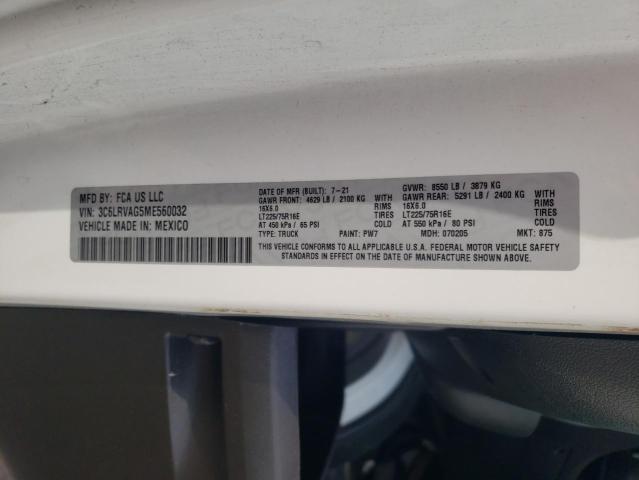 MFD BY: FCA US LLC
VIN: 3C6LRVAG5ME560032
VEHICLE MADE IN: MEXICO
DATE OF MFR (BUILT): 7-21
GAWR FRONT: 4629 LB / 2100 KG
WITH
16X6.0
RIMS
LT225/75R16E
TIRES
AT 450 kPa / 65 PSI
COLD
TYPE: TRUCK
PAINT: PW7
GVWR: 8550 LB / 3879 KG
GAWR REAR: 5291 LB / 2400 KG
WITH
16X6.0
RIMS
LT225/75R16E
TIRES
AT 550 kPa / 80 PSI
COLD
MDH: 070205
MKT: 875
THIS VEHICLE CONFORMS TO ALL APPLICABLE U.S.A. FEDERAL MOTOR VEHICLE SAFETY
STANDARDS IN EFFECT ON THE DATE OF MANUFACTURE SHOWN ABOVE.